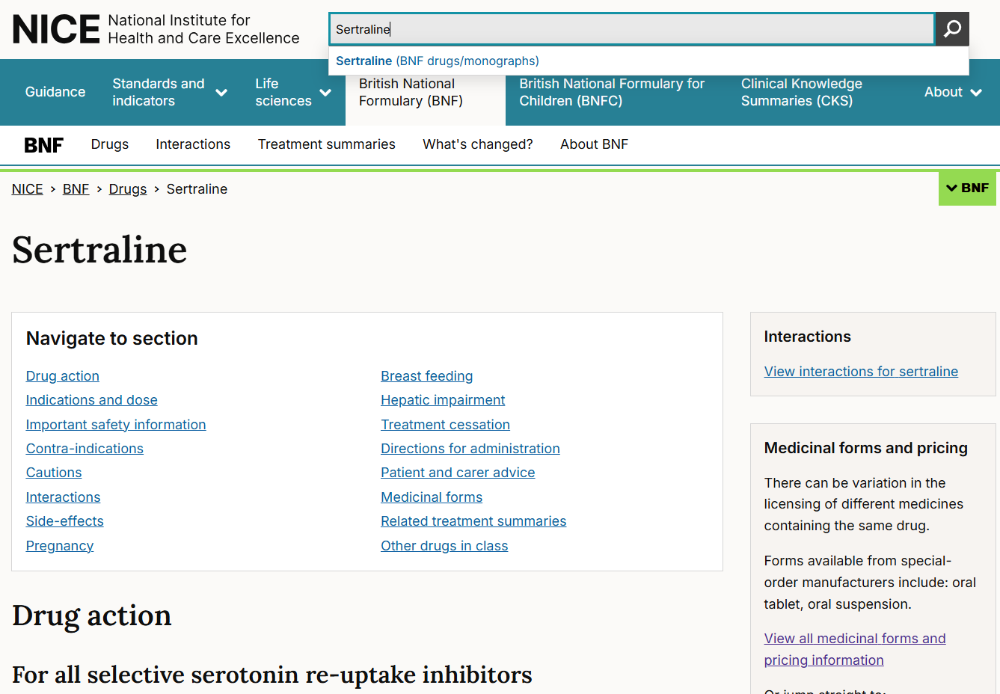 NICE National Institute for
Health and Care Excellence
Sertraline
Sertraline (BNF drugs/monographs)
Guidance
Standards and
indicators
Life
sciences
British National
Formulary (BNF)
British National Formulary for
Children (BNFC)
Clinical Knowledge
Summaries (CKS)
About
BNF Drugs Interactions Treatment summaries What's changed? About BNF
NICE > BNF > Drugs > Sertraline
BNF
Sertraline
Navigate to section
Drug action
Indications and dose
Important safety information
Contra-indications
Cautions
Interactions
Side-effects
Pregnancy
Breast feeding
Hepatic impairment
Treatment cessation
Directions for administration
Patient and carer advice
Medicinal forms
Related treatment summaries
Other drugs in class
Drug action
For all selective serotonin re-uptake inhibitors
Interactions
View interactions for sertraline
Medicinal forms and pricing
There can be variation in the
licensing of different medicines
containing the same drug.
Forms available from special-
order manufacturers include: oral
tablet, oral suspension.
View all medicinal forms and
pricing information
Or jump straight to: